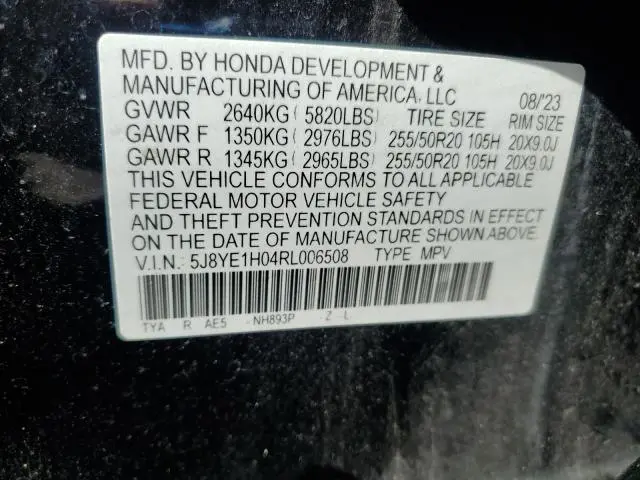 MFD. BY HONDA DEVELOPMENT &
MANUFACTURING OF AMERICA, LLC 08/'23
GVWR 2640KG ( 5820LBS) TIRE SIZE RIM SIZE
GAWR F 1350KG ( 2976LBS) 255/50R20 105H 20X9.0J
GAWR R 1345KG ( 2965LBS) 255/50R20 105H 20X9.0J
THIS VEHICLE CONFORMS TO ALL APPLICABLE
FEDERAL MOTOR VEHICLE SAFETY
AND THEFT PREVENTION STANDARDS IN EFFECT
ON THE DATE OF MANUFACTURE SHOWN ABOVE.
V.I.N.: 5J8YE1H04RL006508 TYPE MPV
TYA R AE5 -NH893P -Z -L